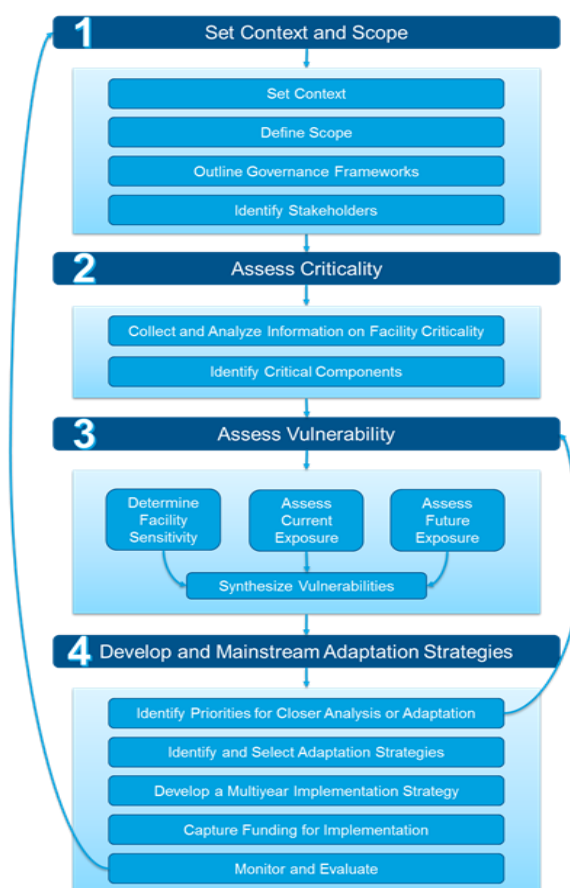 1 Set Context and Scope
Set Context
Define Scope
Outline Governance Frameworks
Identify Stakeholders
2 Assess Criticality
Collect and Analyze Information on Facility Criticality
Identify Critical Components
3 Assess Vulnerability
Determine
Facility
Sensitivity
Assess
Current
Exposure
Assess
Future
Exposure
Synthesize Vulnerabilities
4 Develop and Mainstream Adaptation Strategies
Identify Priorities for Closer Analysis or Adaptation
Identify and Select Adaptation Strategies
Develop a Multiyear Implementation Strategy
Capture Funding for Implementation
Monitor and Evaluate